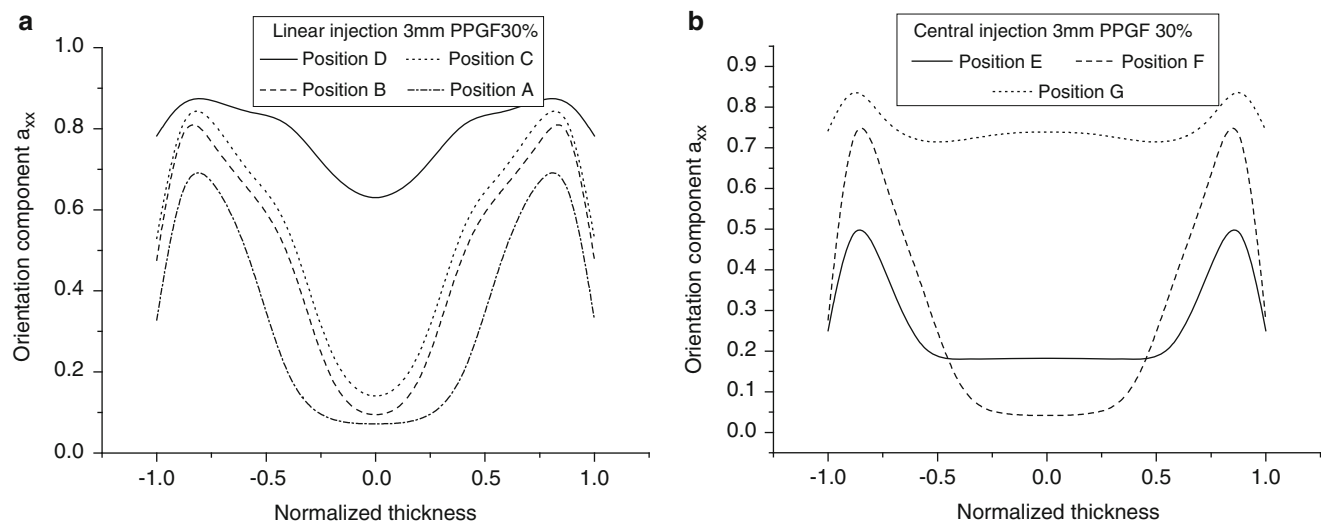 a
Linear injection 3mm PPGF30%
Position D
Position C
Position B
Position A
1.0
0.8
0.6
0.4
0.2
0.0
Orientation component axx
-1.0
-0.5
0.0
0.5
1.0
Normalized thickness
b
Central injection 3mm PPGF 30%
Position E
Position F
Position G
0.9
0.8
0.7
0.6
0.5
0.4
0.3
0.2
0.1
0.0
Orientation component axx
-1.0
-0.5
0.0
0.5
1.0
Normalized thickness